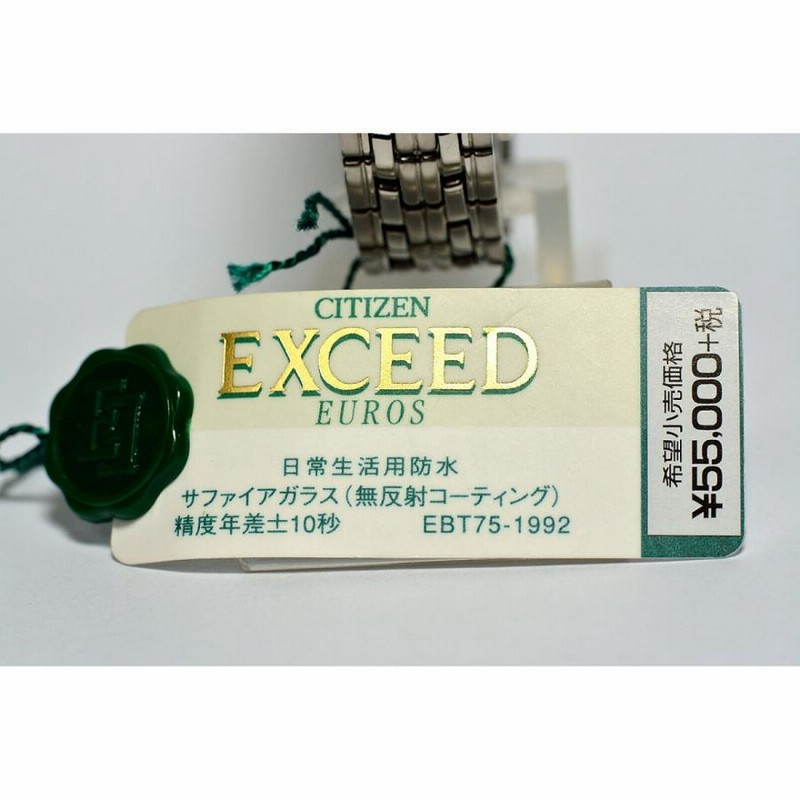 CITIZEN
EXCEED
EUROS
日常生活用防水
サファイアガラス(無反射コーティング)
精度年差±10秒 EBT75-1992
希望小売価格
¥55,000+税